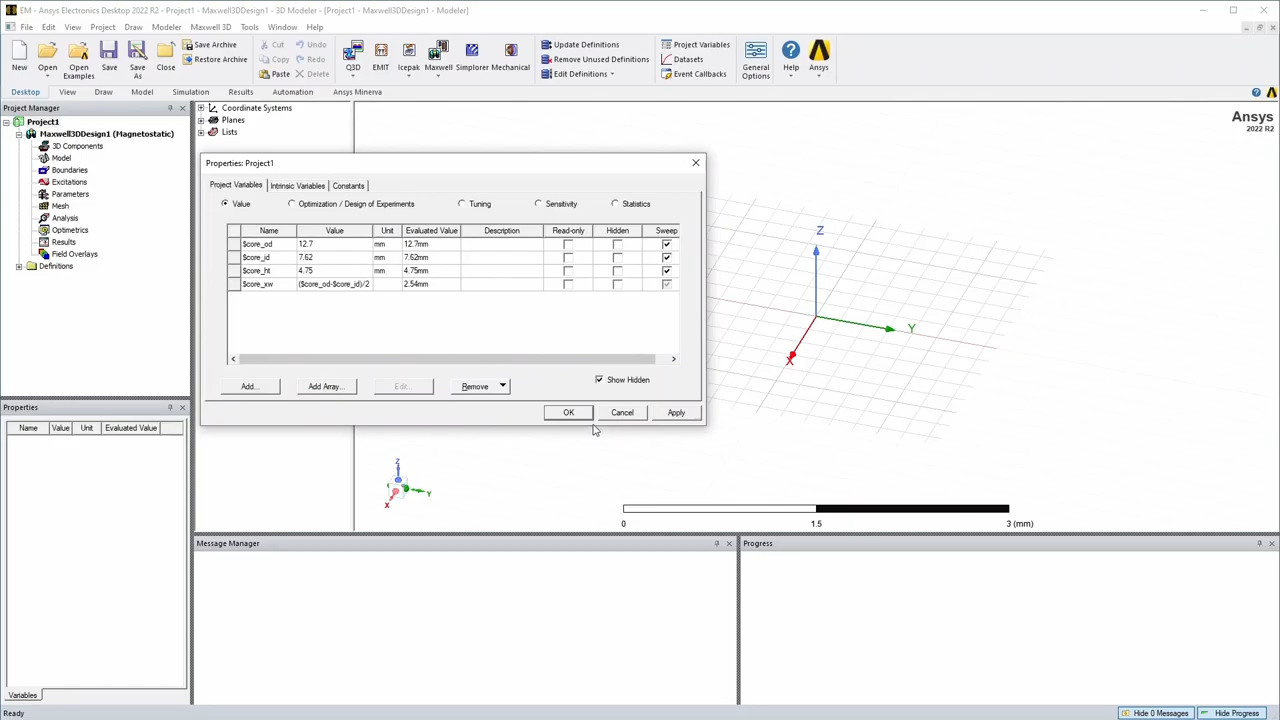 EM - Ansys Electronics Desktop 2022 R2 - Project1 - Maxwell3DDesign1 - 3D Modeler - [Project1 - Maxwell3DDesign1 - Modeler]
File Edit View Project Draw Modeler Maxwell 3D Tools Window Help
New Open Open Examples Save Save As Close
Save Archive
Restore Archive
Cut Undo
Copy Redo
Paste Delete
Q3D EMIT Icepak Maxwell Simplorer Mechanical
Update Definitions
Remove Unused Definitions
Edit Definitions
Project Variables
Datasets
Event Callbacks
General Options
Help Ansys
Desktop View Draw Model Simulation Results Automation Ansys Minerva
Project Manager
Project1
Maxwell3DDesign1 (Magnetostatic)
3D Components
Model
Boundaries
Excitations
Parameters
Mesh
Analysis
Optimetrics
Results
Field Overlays
Definitions
Coordinate Systems
Planes
Lists
Ansys
2022 R2
Properties: Project1
Project Variables Intrinsic Variables Constants
Value Optimization / Design of Experiments Tuning Sensitivity Statistics
Name Value Unit Evaluated Value Description Read-only Hidden Sweep
$core_od 12.7 mm 12.7mm
$core_id 7.62 mm 7.62mm
$core_ht 4.75 mm 4.75mm
$core_xw ($core_od-$core_id)/2 2.54mm
Add... Add Array... Edit... Remove Show Hidden
OK Cancel Apply
Z
Y
X
Z
Y
X
0 1.5 3 (mm)
Properties
Name Value Unit Evaluated Value
Variables
Message Manager
Progress
Ready
Hide 0 Messages Hide Progress